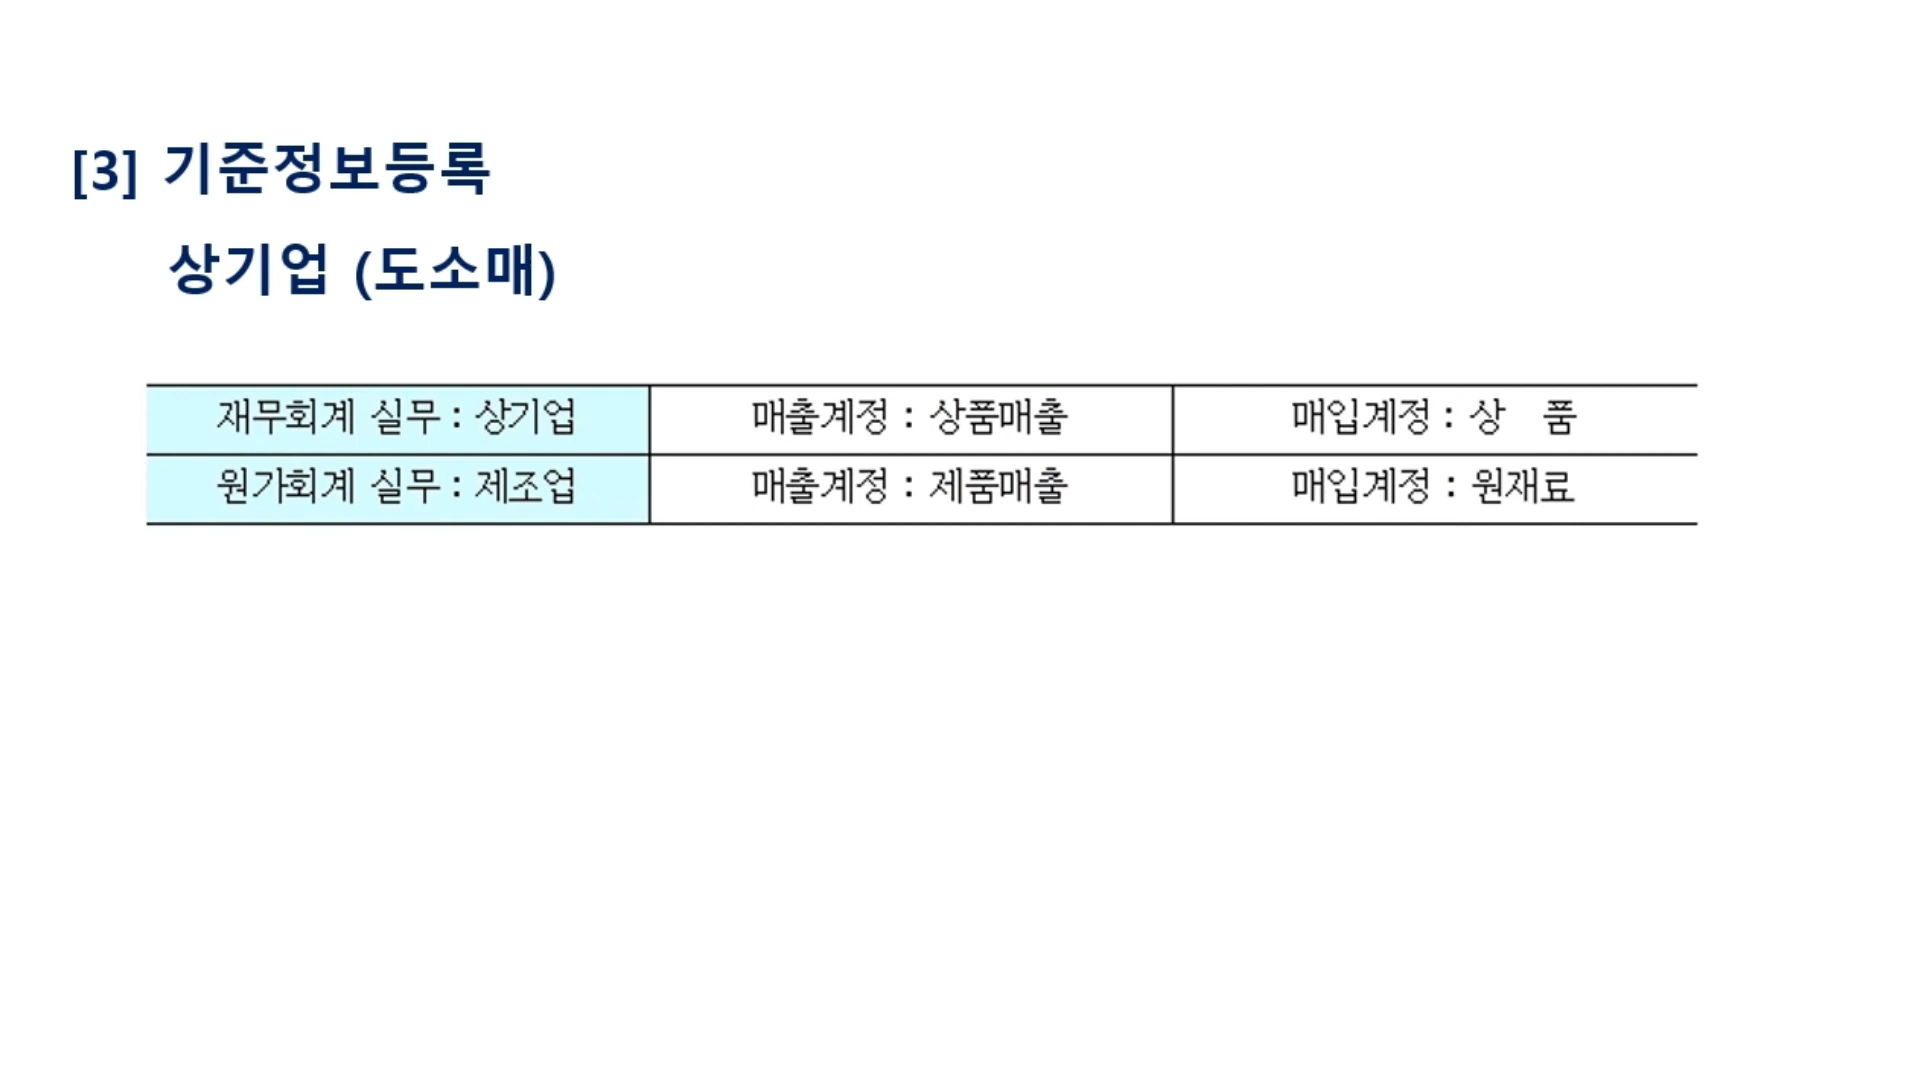 [3] 기준정보등록
상기업 (도소매)
재무회계 실무 : 상기업 매출계정 : 상품매출 매입계정 : 상 품
원가회계 실무 : 제조업 매출계정 : 제품매출 매입계정 : 원재료